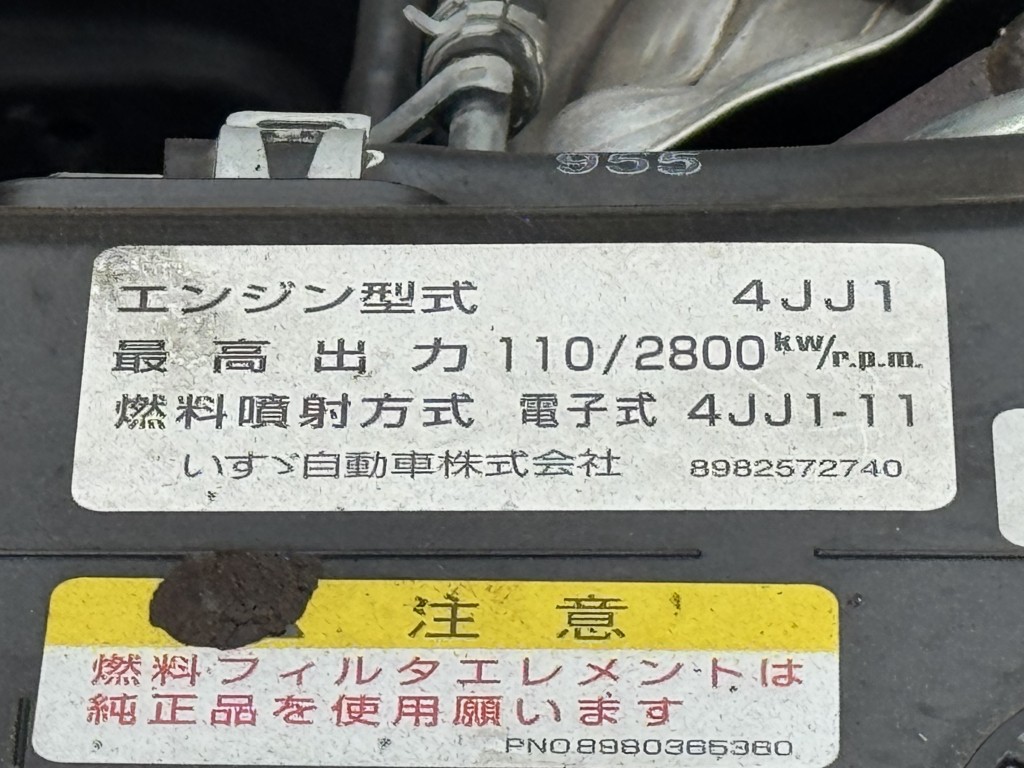 955
エンジン型式 4JJ1
最高出力 110/2800 kw/r.p.m.
燃料噴射方式 電子式 4JJ1-11
いすゞ自動車株式会社 8982572740
注意
燃料フィルタエレメントは
純正品を使用願います
PNO8980365380